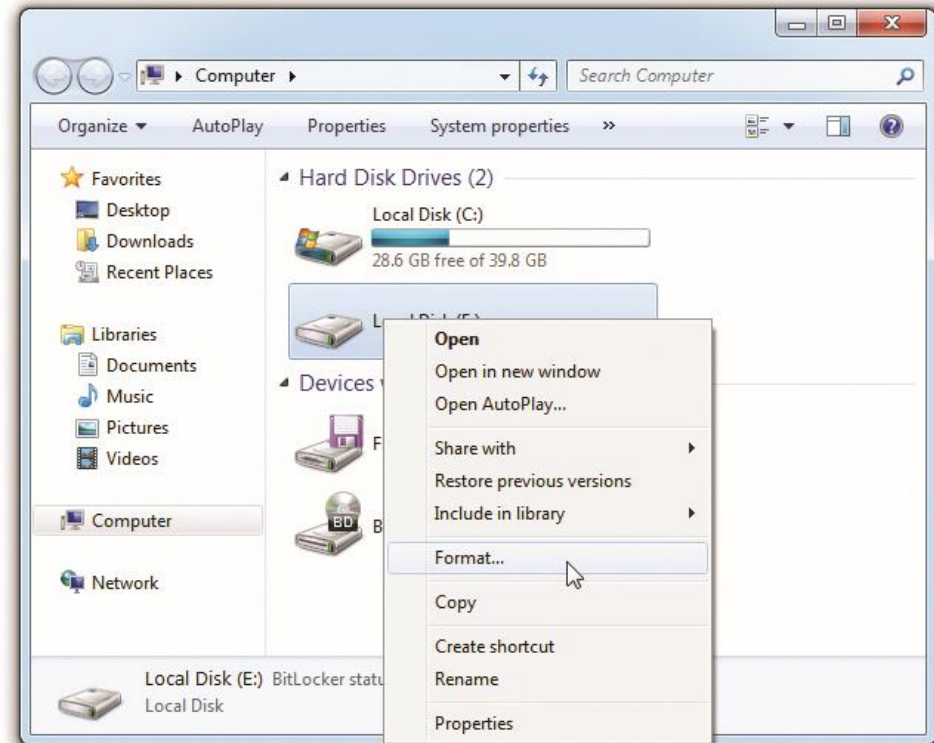 Computer
Search Computer
Organize AutoPlay Properties System properties »
Favorites
Desktop
Downloads
Recent Places
Libraries
Documents
Music
Pictures
Videos
Computer
Network
Hard Disk Drives (2)
Local Disk (C:)
28.6 GB free of 39.8 GB
Devices
BD
Open
Open in new window
Open AutoPlay...
Share with
Restore previous versions
Include in library
Format...
Copy
Create shortcut
Rename
Properties
Local Disk (E:) BitLocker
Local Disk